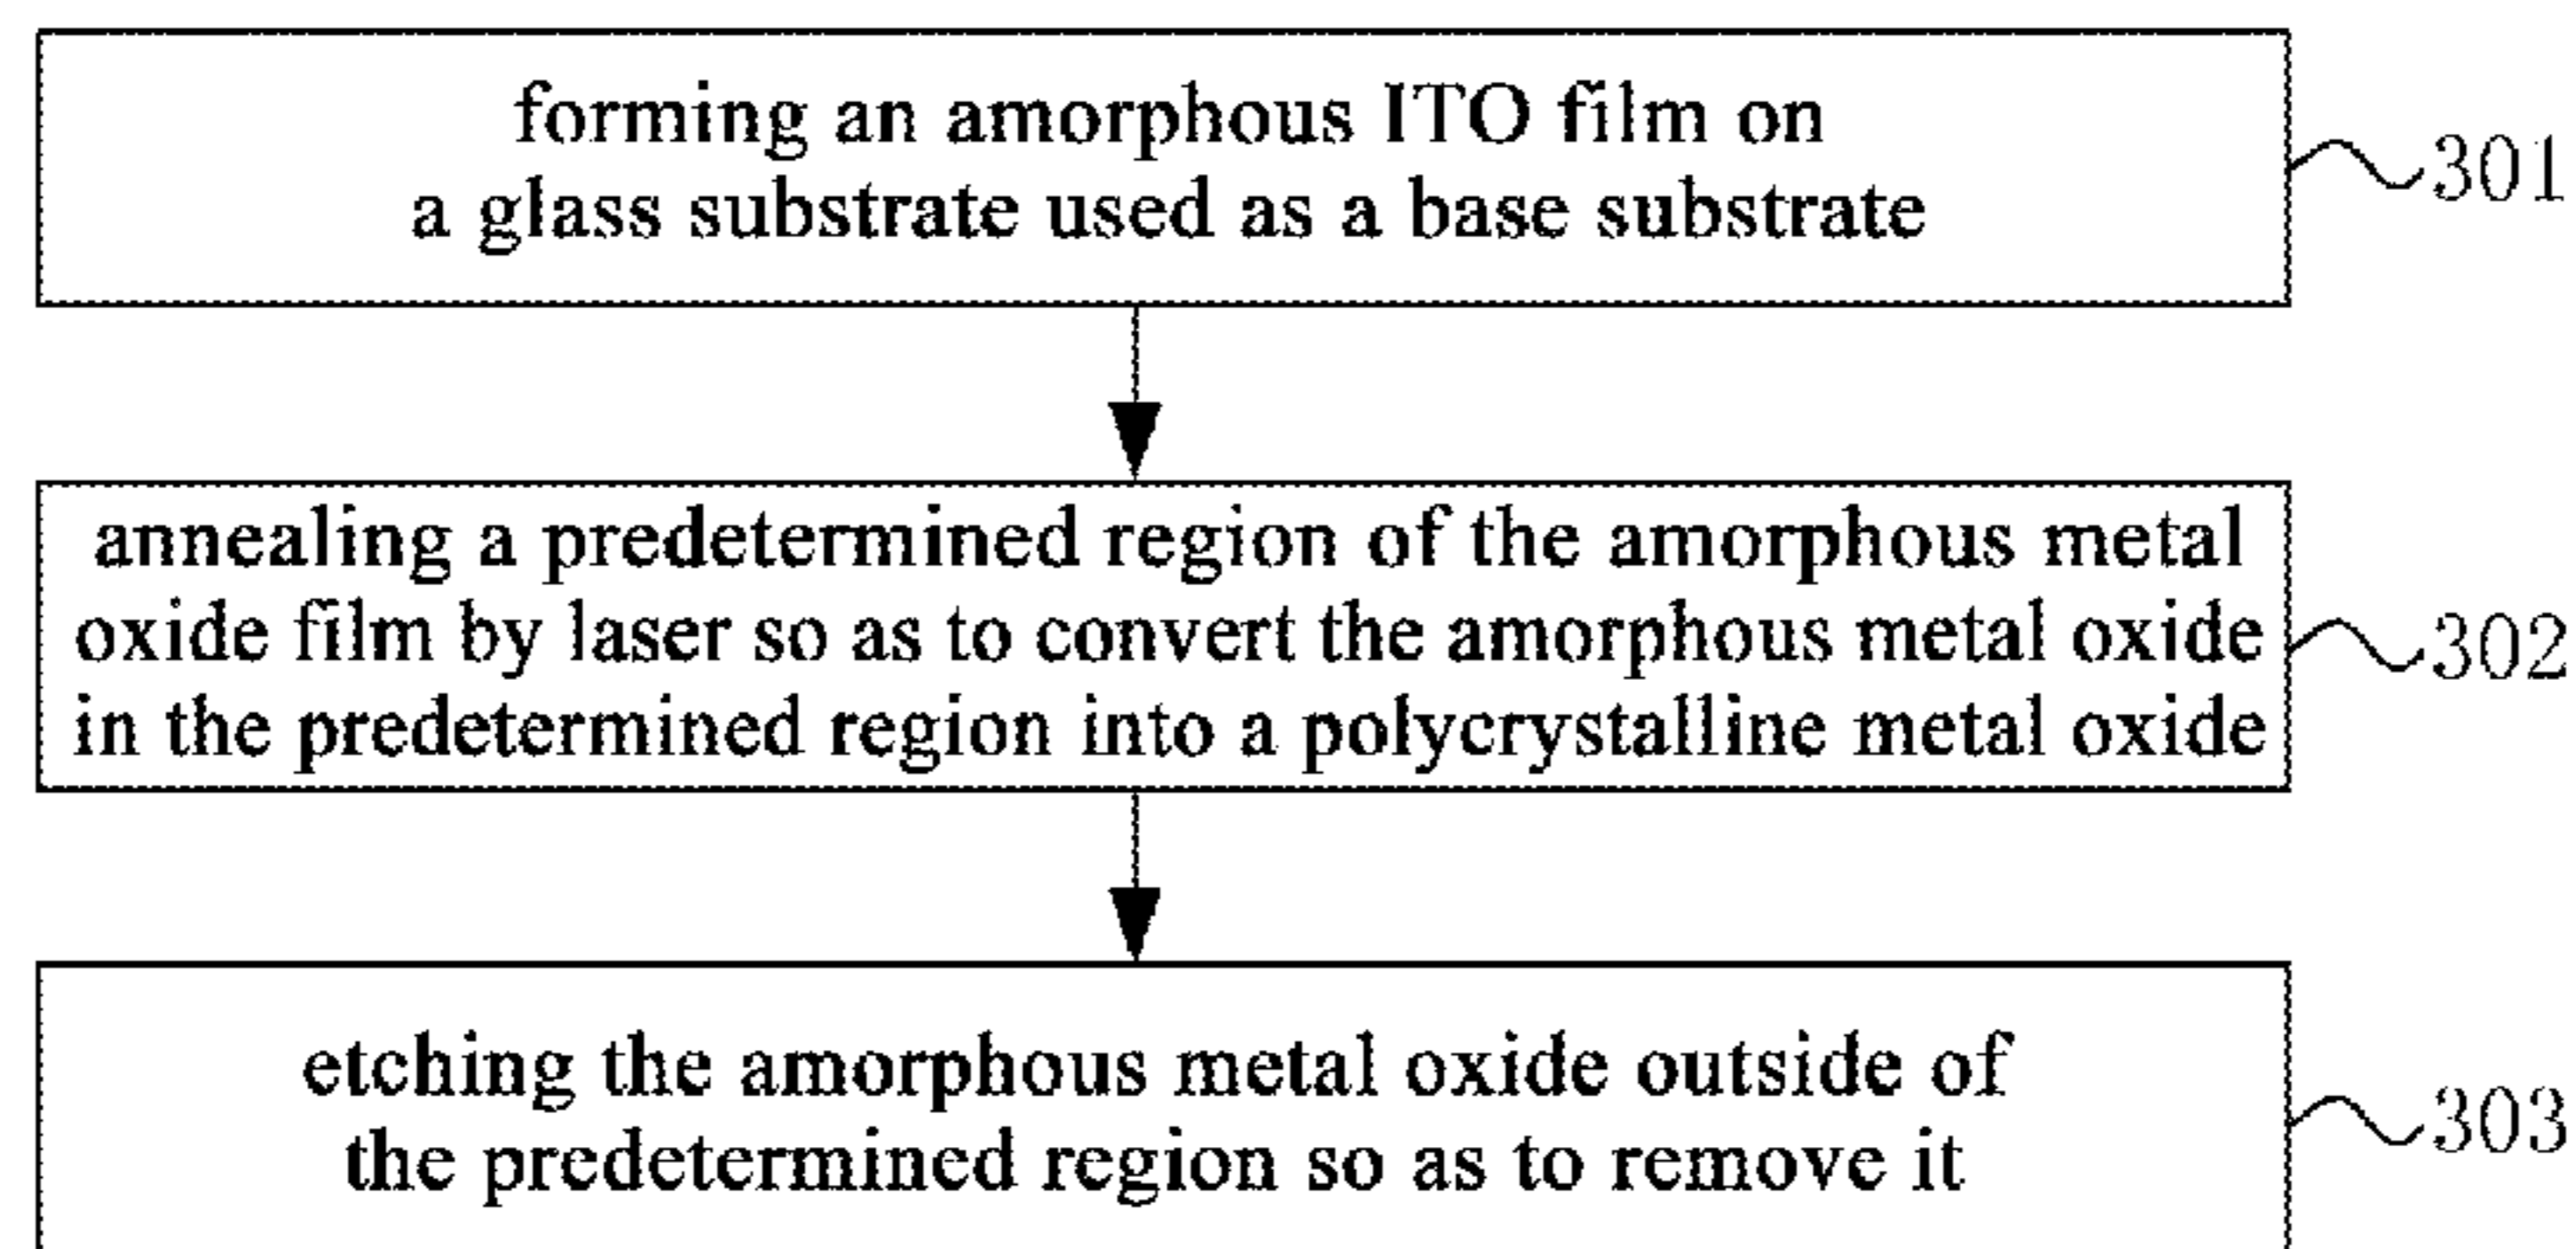 forming an amorphous ITO film on
a glass substrate used as a base substrate
301
annealing a predetermined region of the amorphous metal
oxide film by laser so as to convert the amorphous metal oxide
in the predetermined region into a polycrystalline metal oxide
302
etching the amorphous metal oxide outside of
the predetermined region so as to remove it
303